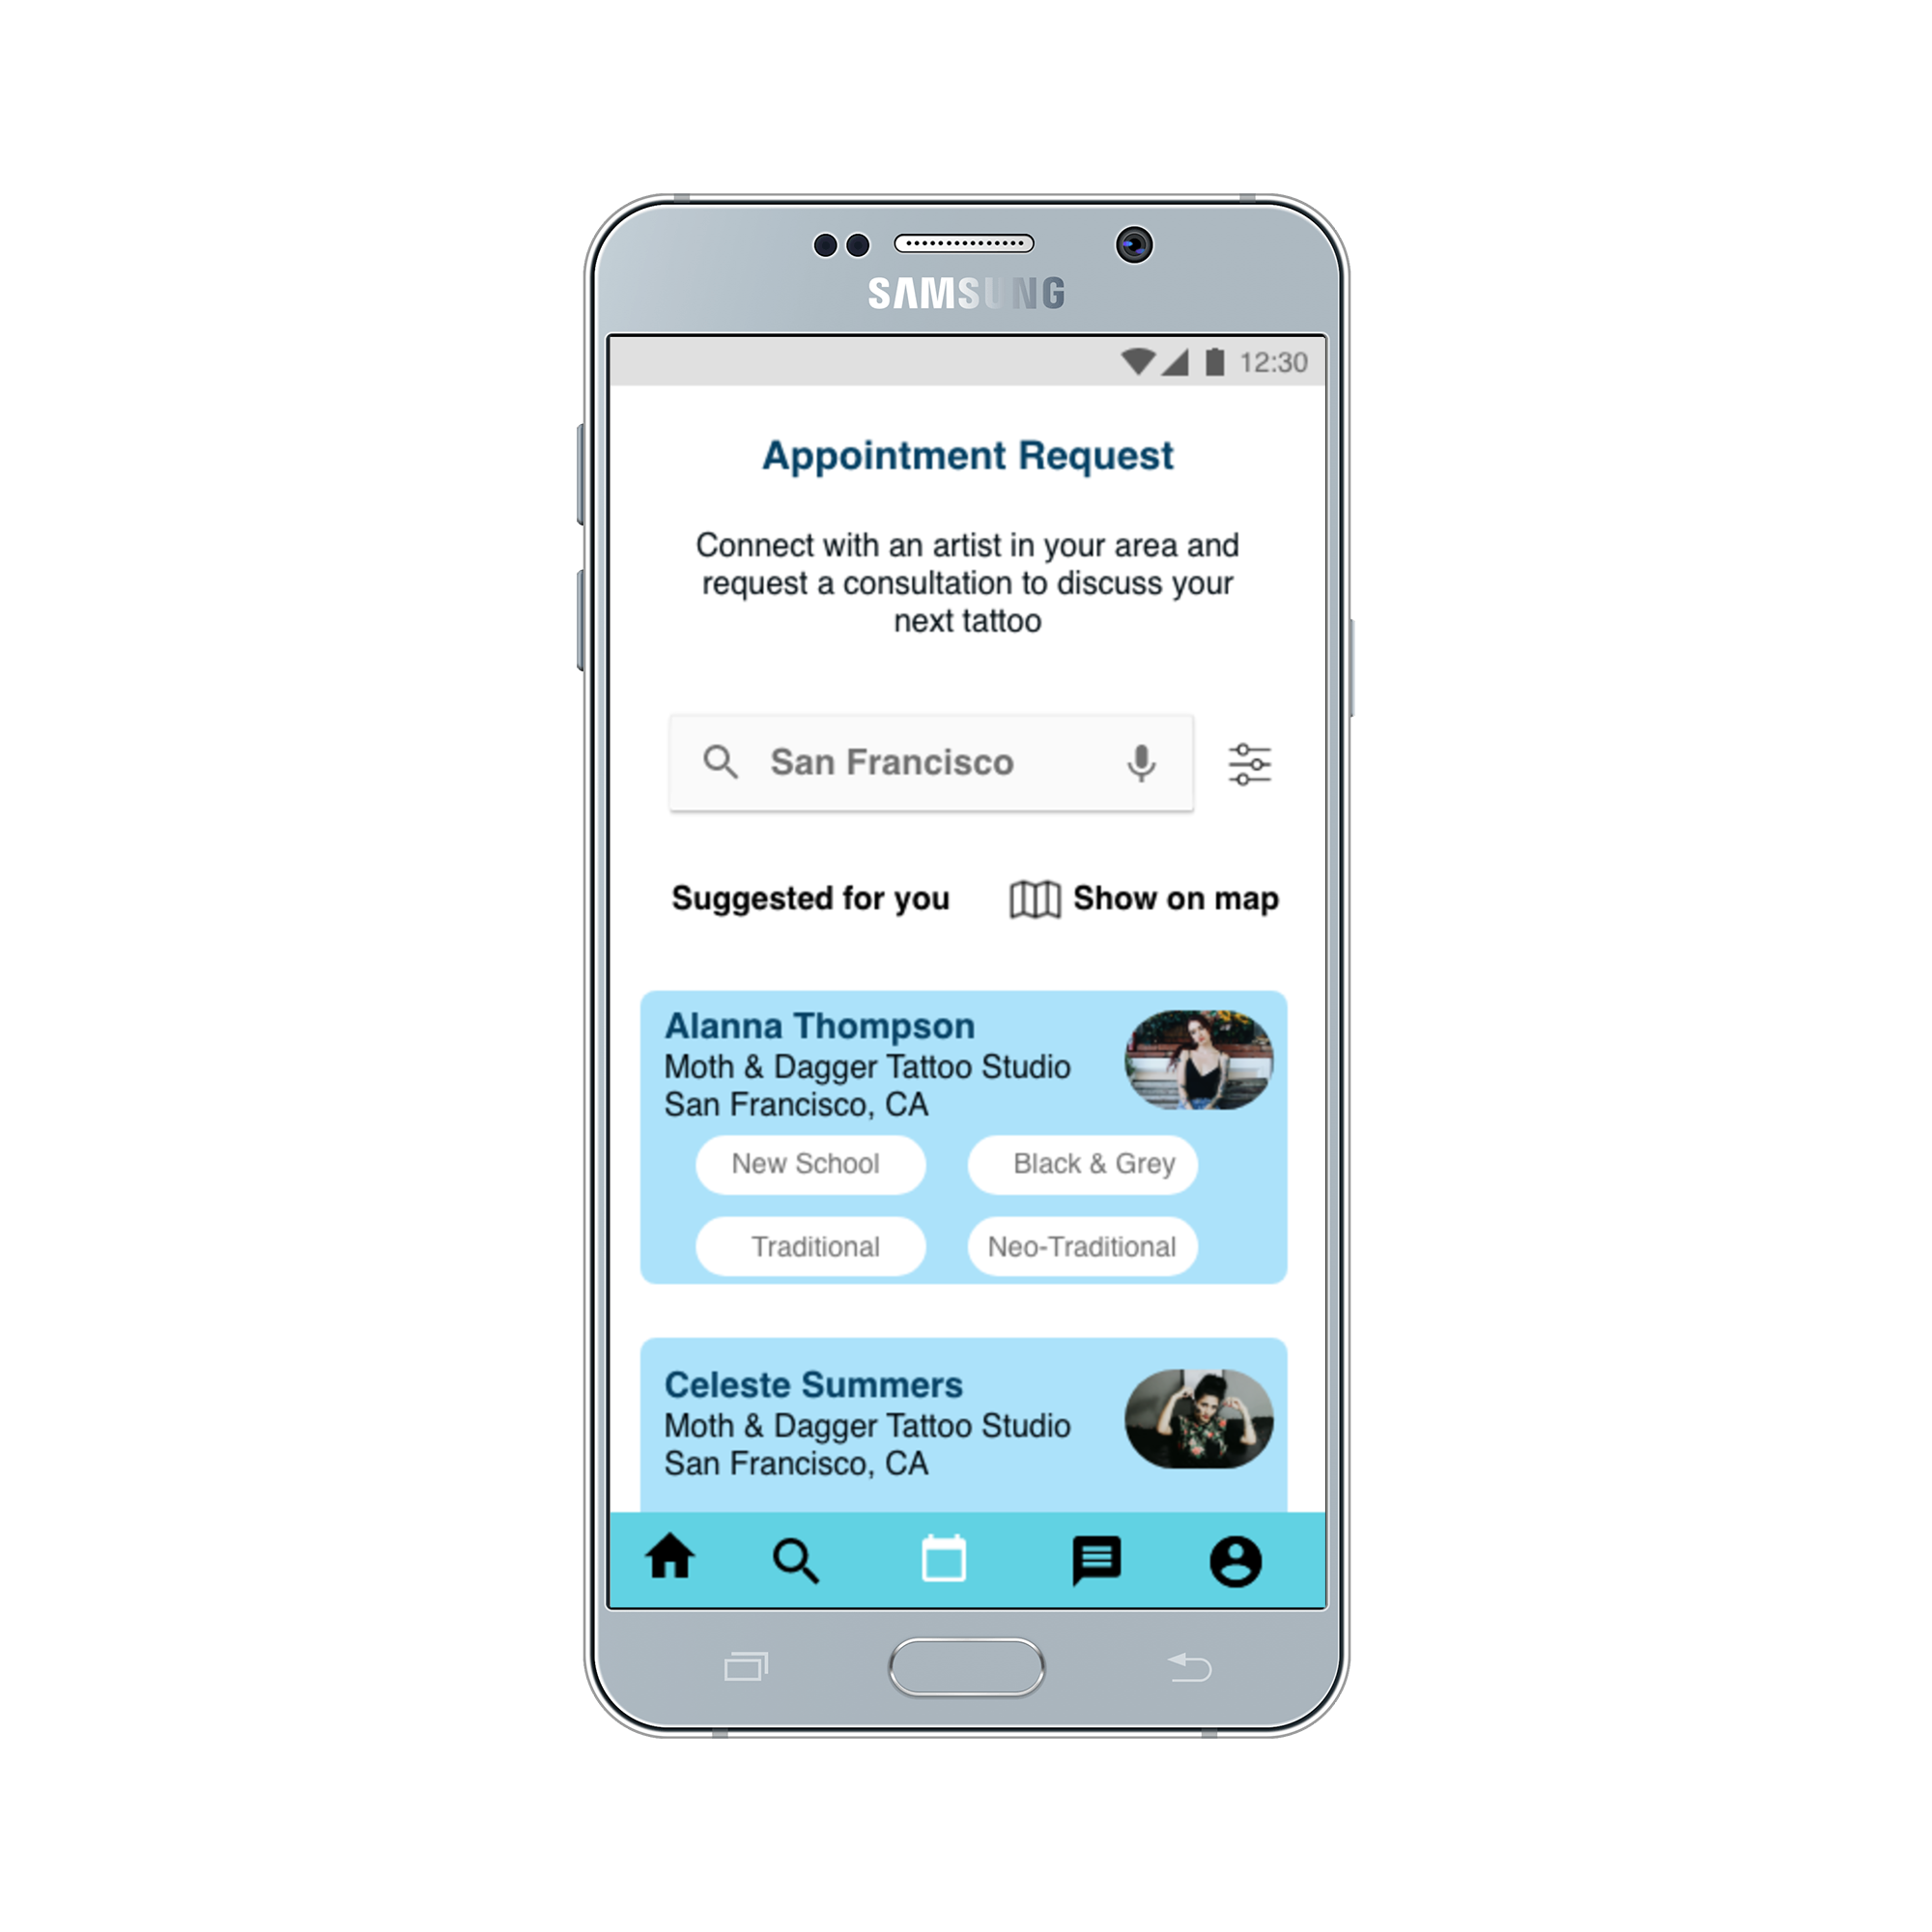 SAMSUNG
12:30
Appointment Request
Connect with an artist in your area and
request a consultation to discuss your
next tattoo
San Francisco
Suggested for you Show on map
Alanna Thompson
Moth & Dagger Tattoo Studio
San Francisco, CA
New School Black & Grey
Traditional Neo-Traditional
Celeste Summers
Moth & Dagger Tattoo Studio
San Francisco, CA